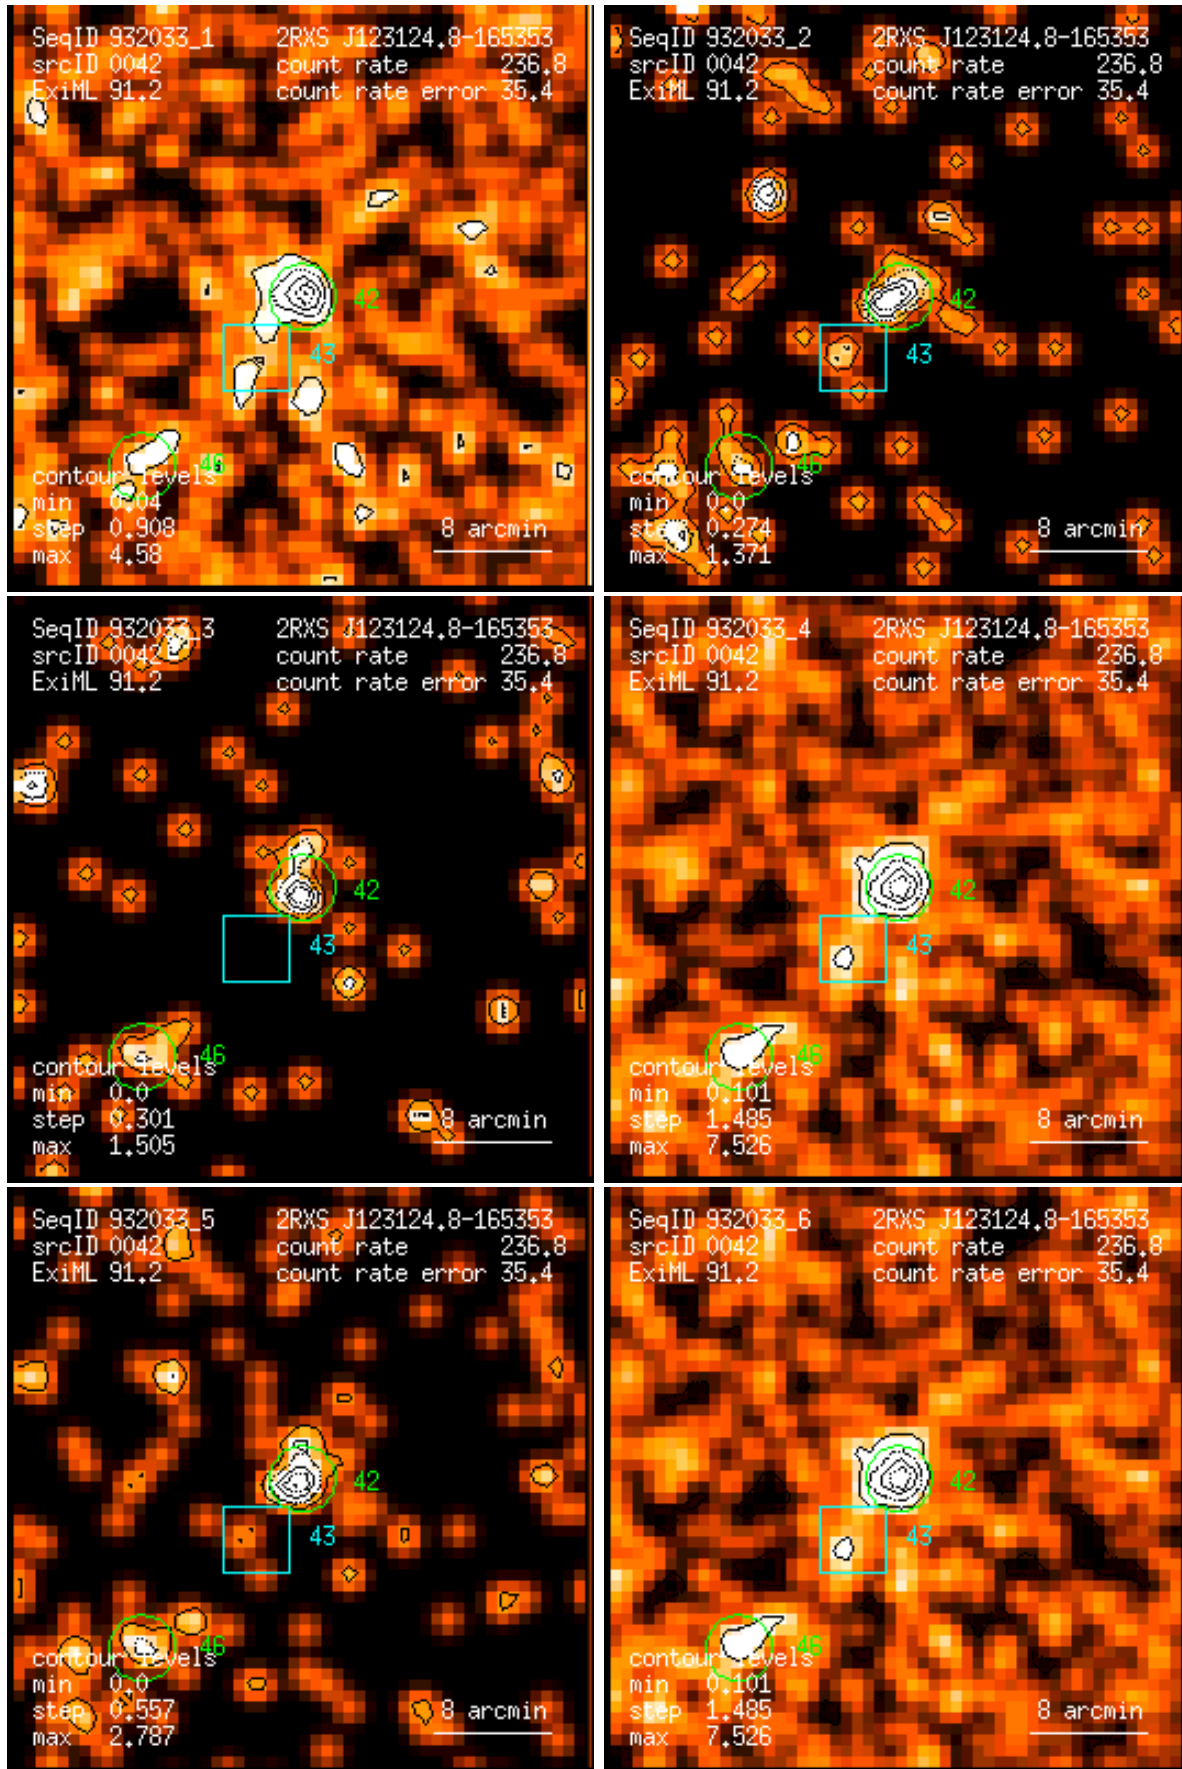 SeqID 932033_1 2RXS J123124.8-165353
srcID 0042 count rate 236.8
ExiML 91.2 count rate error 35.4
42
43
46
contour levels
min 0.04
step 0.908 8 arcmin
max 4.58
SeqID 932033_2 2RXS J123124.8-165353
srcID 0042 count rate 236.8
ExiML 91.2 count rate error 35.4
42
43
46
contour levels
min 0.0
step 0.274 8 arcmin
max 1.371
SeqID 932033_3 2RXS J123124.8-165353
srcID 0042 count rate 236.8
ExiML 91.2 count rate error 35.4
42
43
46
contour levels
min 0.0
step 0.301 8 arcmin
max 1.505
SeqID 932033_4 2RXS J123124.8-165353
srcID 0042 count rate 236.8
ExiML 91.2 count rate error 35.4
42
43
46
contour levels
min 0.101
step 1.485 8 arcmin
max 7.526
SeqID 932033_5 2RXS J123124.8-165353
srcID 0042 count rate 236.8
ExiML 91.2 count rate error 35.4
42
43
46
contour levels
min 0.0
step 0.557 8 arcmin
max 2.787
SeqID 932033_6 2RXS J123124.8-165353
srcID 0042 count rate 236.8
ExiML 91.2 count rate error 35.4
42
43
46
contour levels
min 0.101
step 1.485 8 arcmin
max 7.526